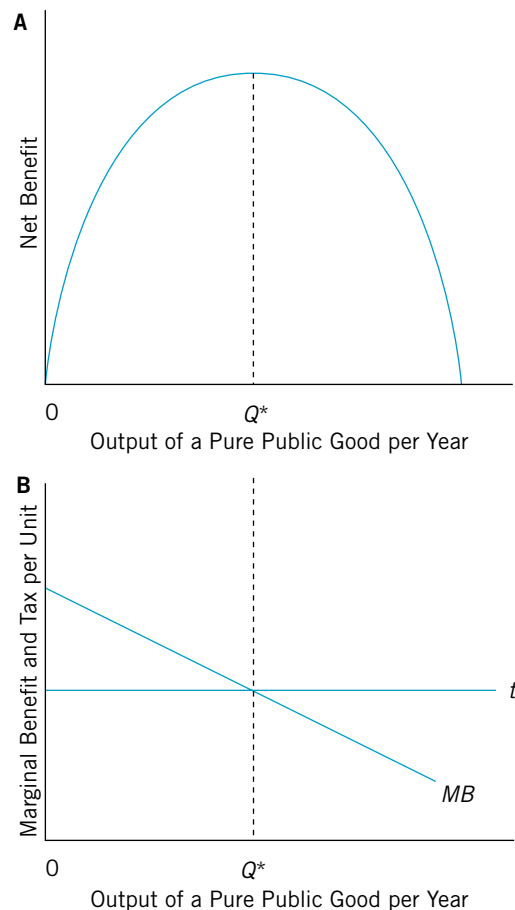 A
Net Benefit
0
Q*
Output of a Pure Public Good per Year
B
Marginal Benefit and Tax per Unit
t
MB
0
Q*
Output of a Pure Public Good per Year